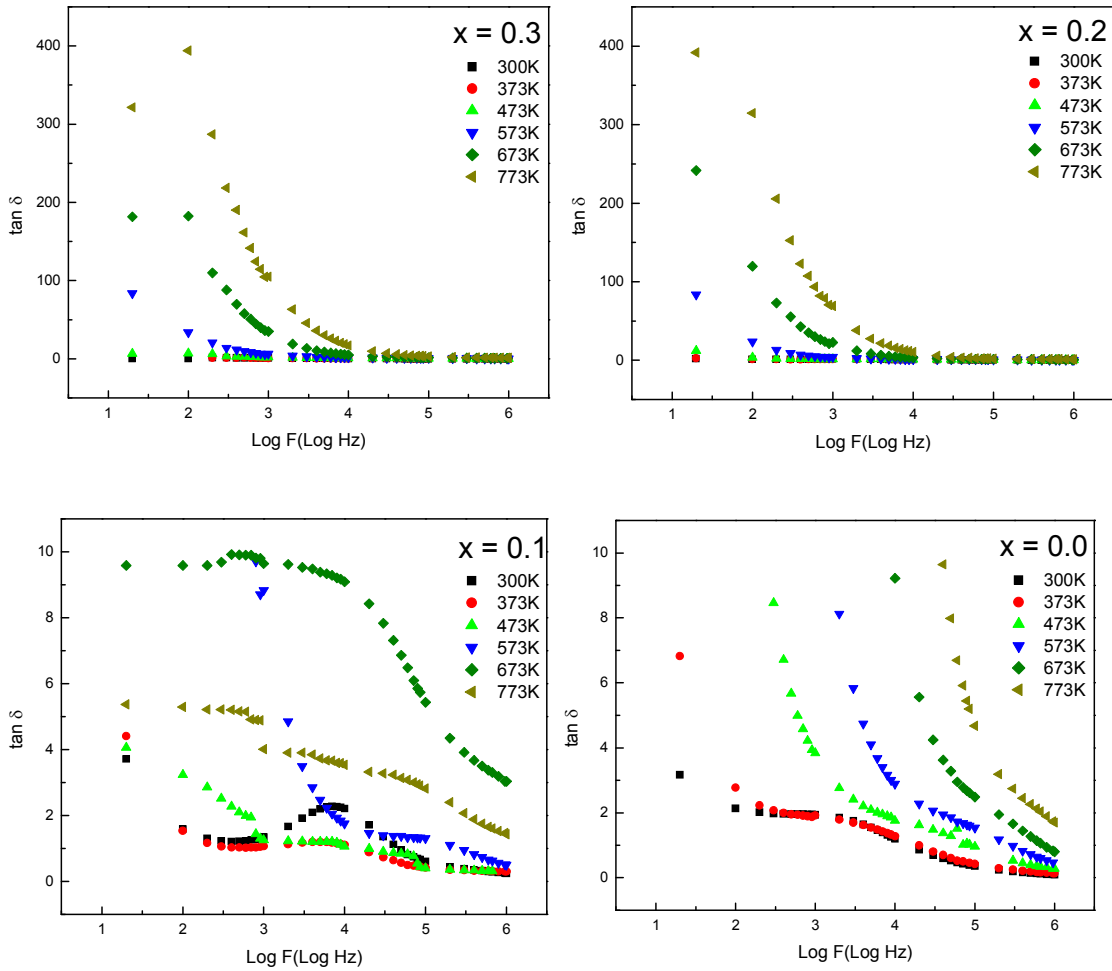 x = 0.3
300K
373K
473K
573K
673K
773K
400
300
200
100
0
tan δ
1 2 3 4 5 6
Log F(Log Hz)
x = 0.2
300K
373K
473K
573K
673K
773K
400
300
200
100
0
tan δ
1 2 3 4 5 6
Log F(Log Hz)
x = 0.1
300K
373K
473K
573K
673K
773K
10
8
6
4
2
0
tan δ
1 2 3 4 5 6
Log F(Log Hz)
x = 0.0
300K
373K
473K
573K
673K
773K
10
8
6
4
2
0
tan δ
1 2 3 4 5 6
Log F(Log Hz)